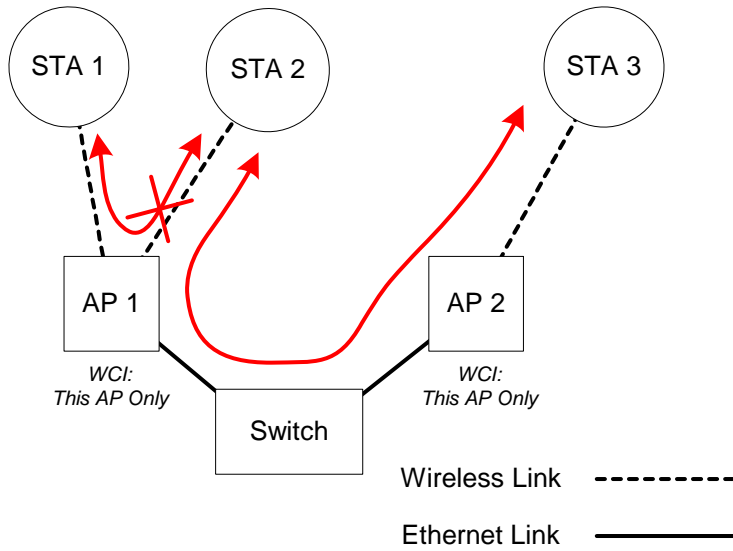 STA 1
STA 2
STA 3
AP 1
AP 2
WCI:
This AP Only
WCI:
This AP Only
Switch
Wireless Link
Ethernet Link